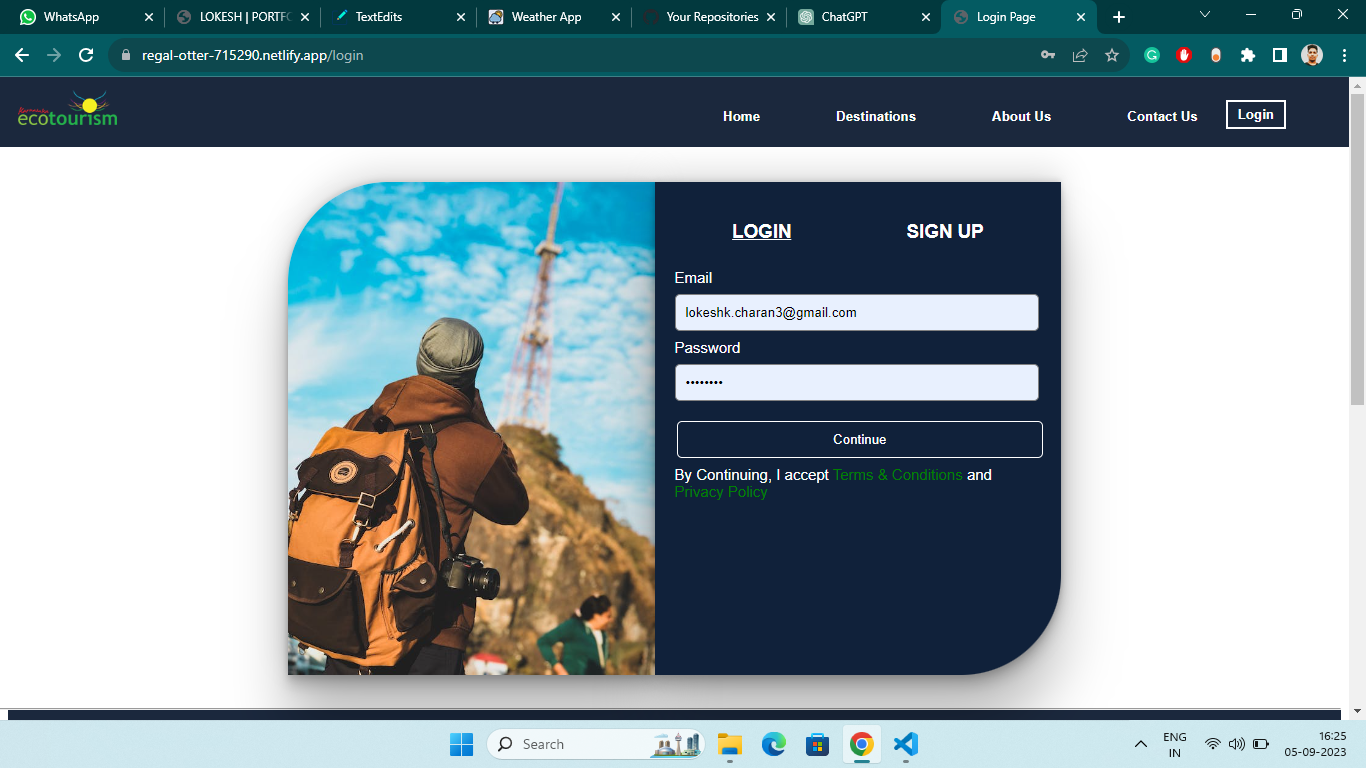 WhatsApp
LOKESH | PORTFO
TextEdits
Weather App
Your Repositories
ChatGPT
Login Page
regal-otter-715290.netlify.app/login
ecotourism
Home
Destinations
About Us
Contact Us
Login
LOGIN
SIGN UP
Email
lokeshk.charan3@gmail.com
Password
••••••••
Continue
By Continuing, I accept Terms & Conditions and
Privacy Policy
Search
ENG
IN
16:25
05-09-2023